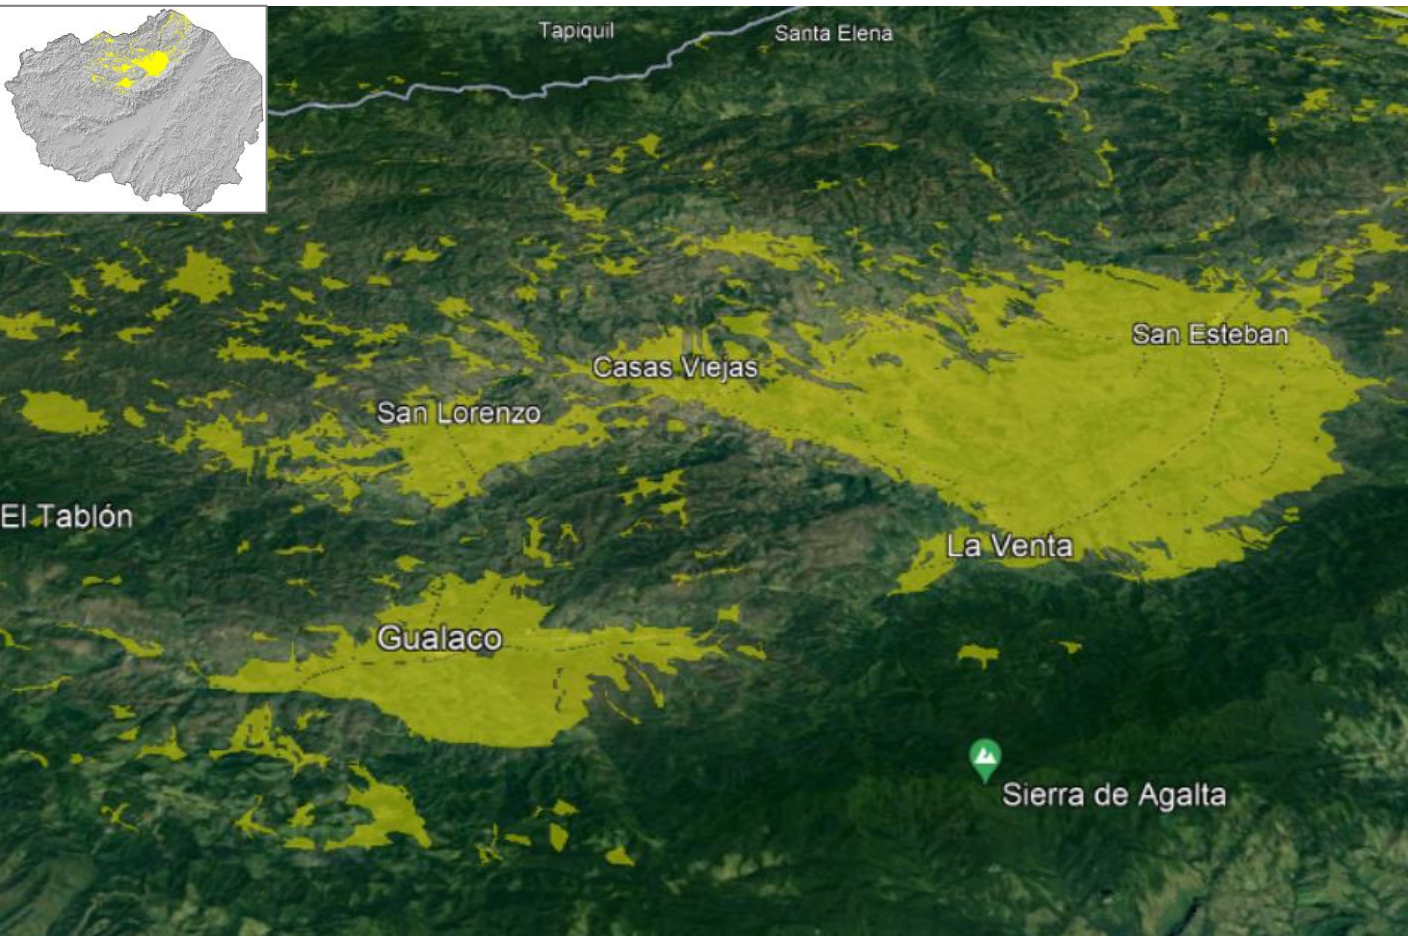 Tapiquil
Santa Elena
San Esteban
Casas Viejas
San Lorenzo
El Tablón
La Venta
Gualaco
Sierra de Agalta